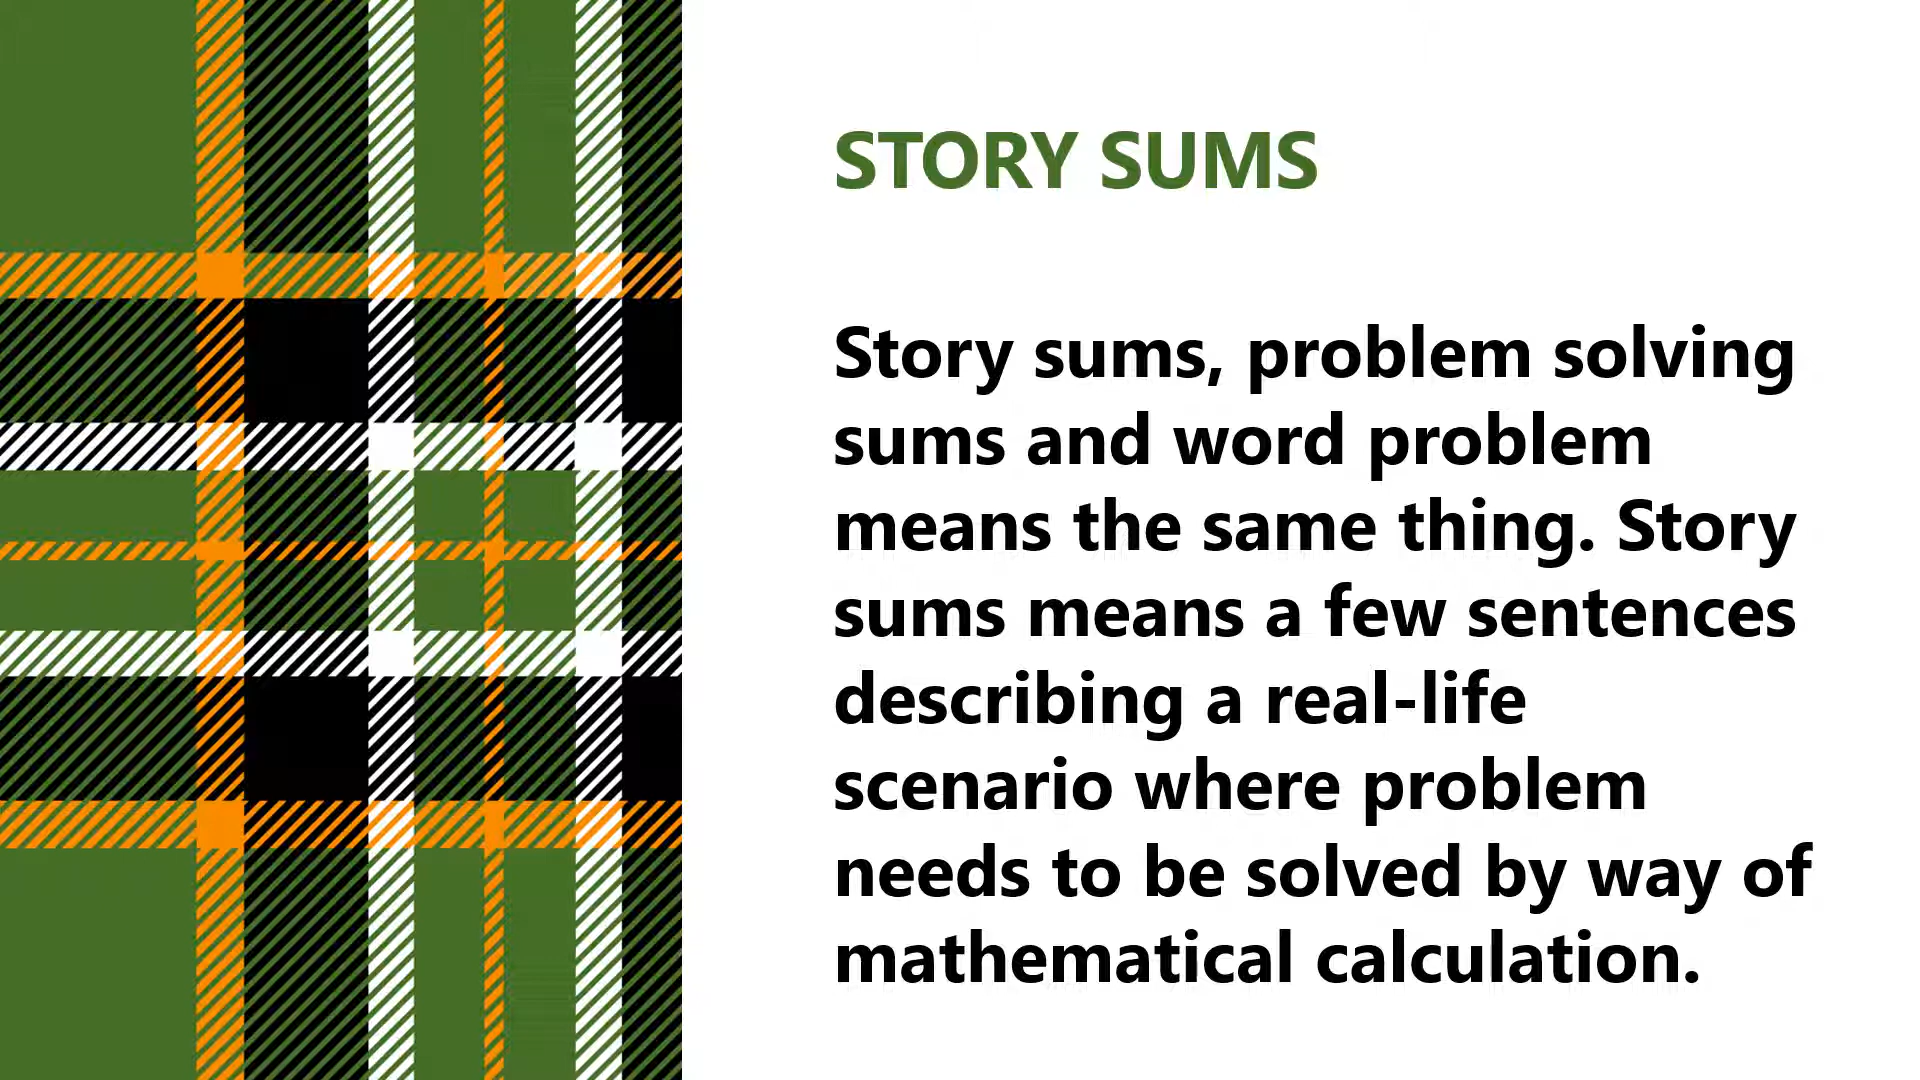 STORY SUMS
Story sums, problem solving
sums and word problem
means the same thing. Story
sums means a few sentences
describing a real-life
scenario where problem
needs to be solved by way of
mathematical calculation.